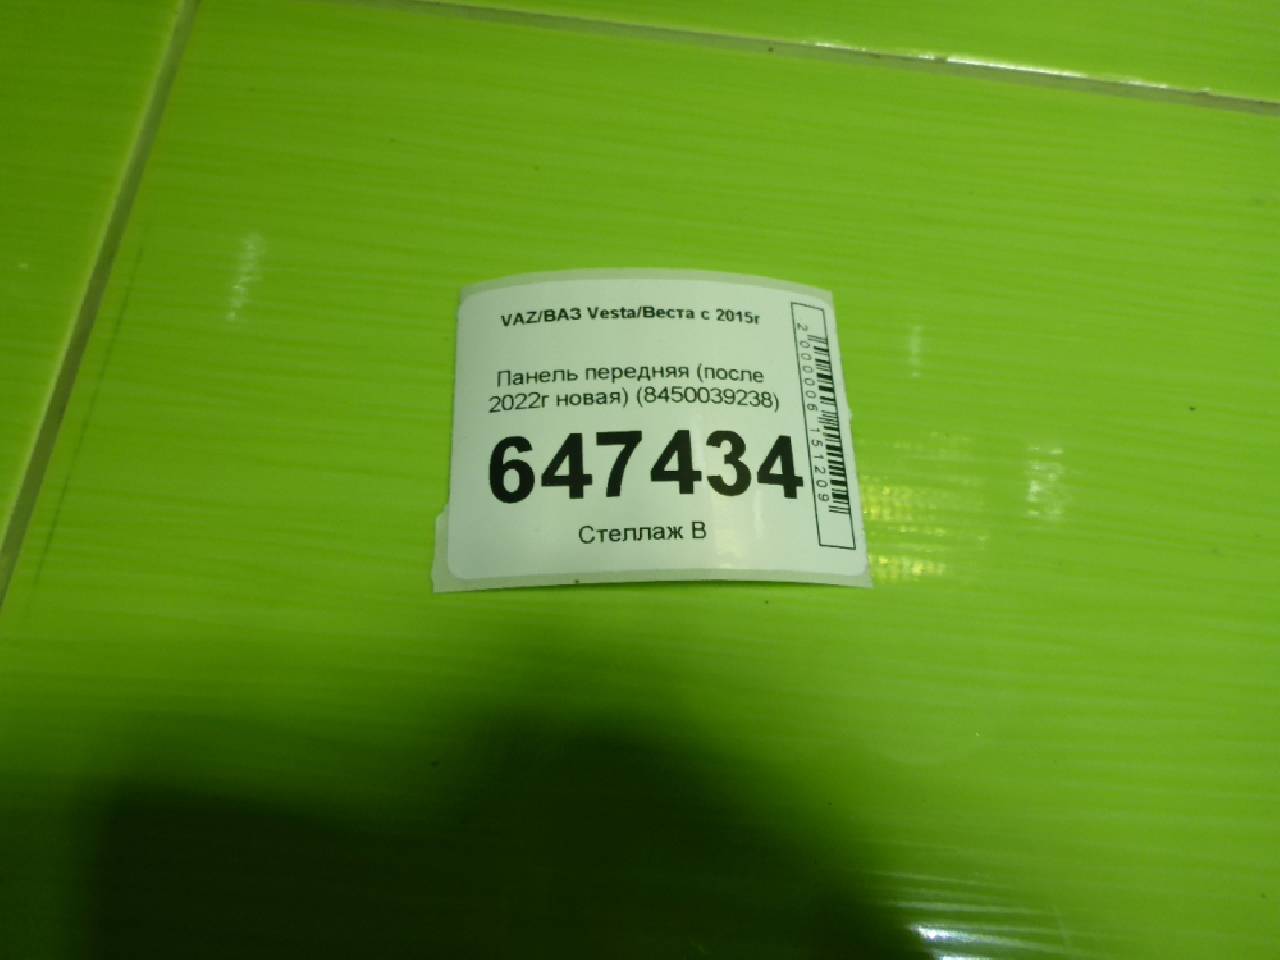 VAZ/ВАЗ Vesta/Веста с 2015г
Панель передняя (после
2022г новая) (8450039238)
647434
Стеллаж В
2000006151209